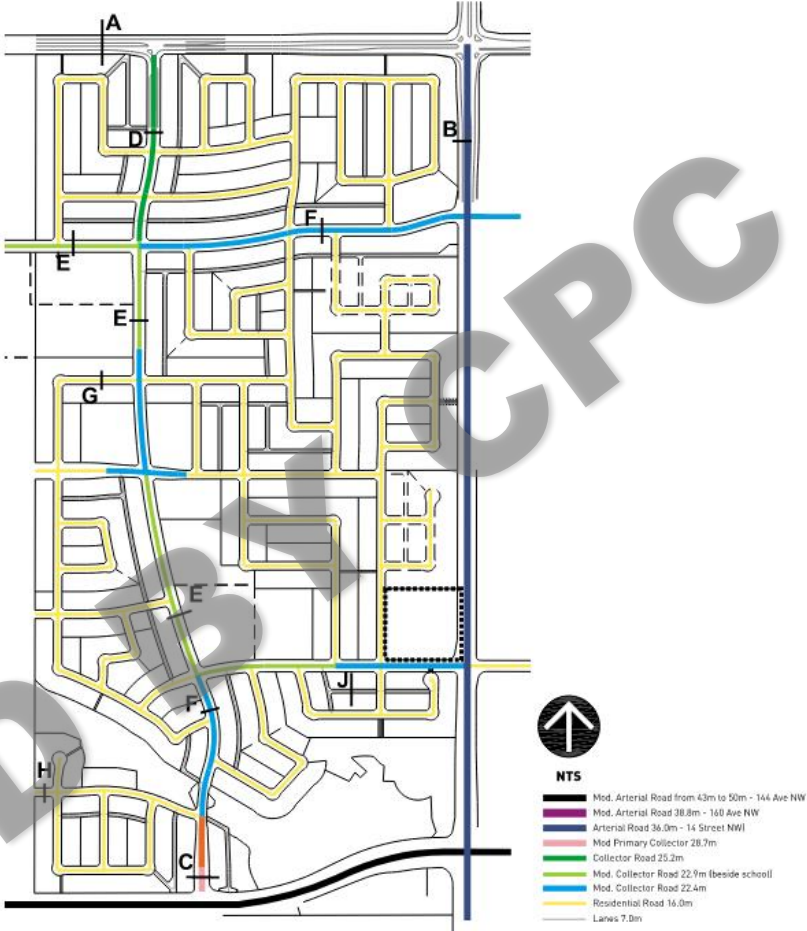 A
B
D
F
E
E
G
E
J
F
H
C
D BY CPC
NTS
Mod. Arterial Road from 43m to 50m - 144 Ave NW
Mod. Arterial Road 38.8m - 160 Ave NW
Arterial Road 36.0m - 14 Street NW)
Mod Primary Collector 28.7m
Collector Road 25.2m
Mod. Collector Road 22.9m (beside school)
Mod. Collector Road 22.4m
Residential Road 16.0m
Lanes 7.0m